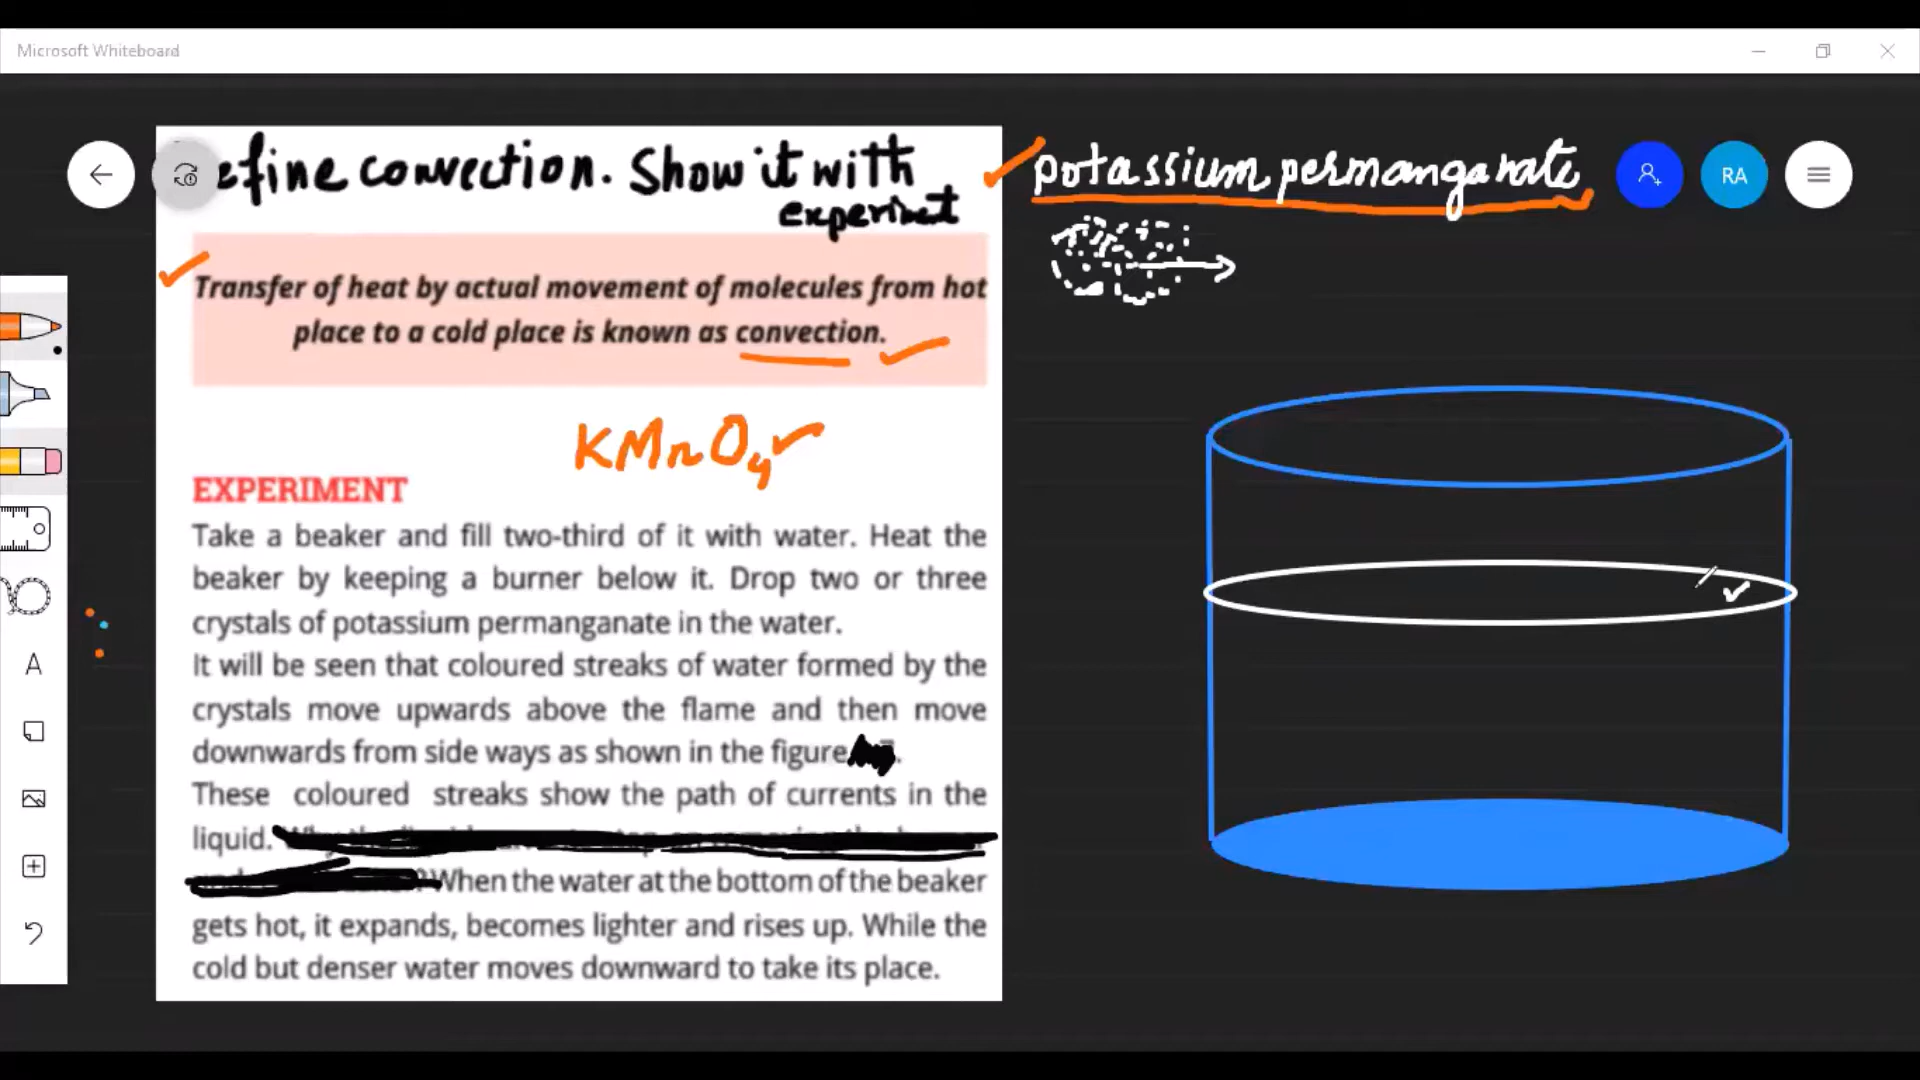 Microsoft Whiteboard
efine convection. Show it with
experiment
potassium permanganate
RA
Transfer of heat by actual movement of molecules from hot
place to a cold place is known as convection.
KMnO4
EXPERIMENT
Take a beaker and fill two-third of it with water. Heat the
beaker by keeping a burner below it. Drop two or three
crystals of potassium permanganate in the water.
It will be seen that coloured streaks of water formed by the
crystals move upwards above the flame and then move
downwards from side ways as shown in the figure
These coloured streaks show the path of currents in the
liquid.
When the water at the bottom of the beaker
gets hot, it expands, becomes lighter and rises up. While the
cold but denser water moves downward to take its place.
A